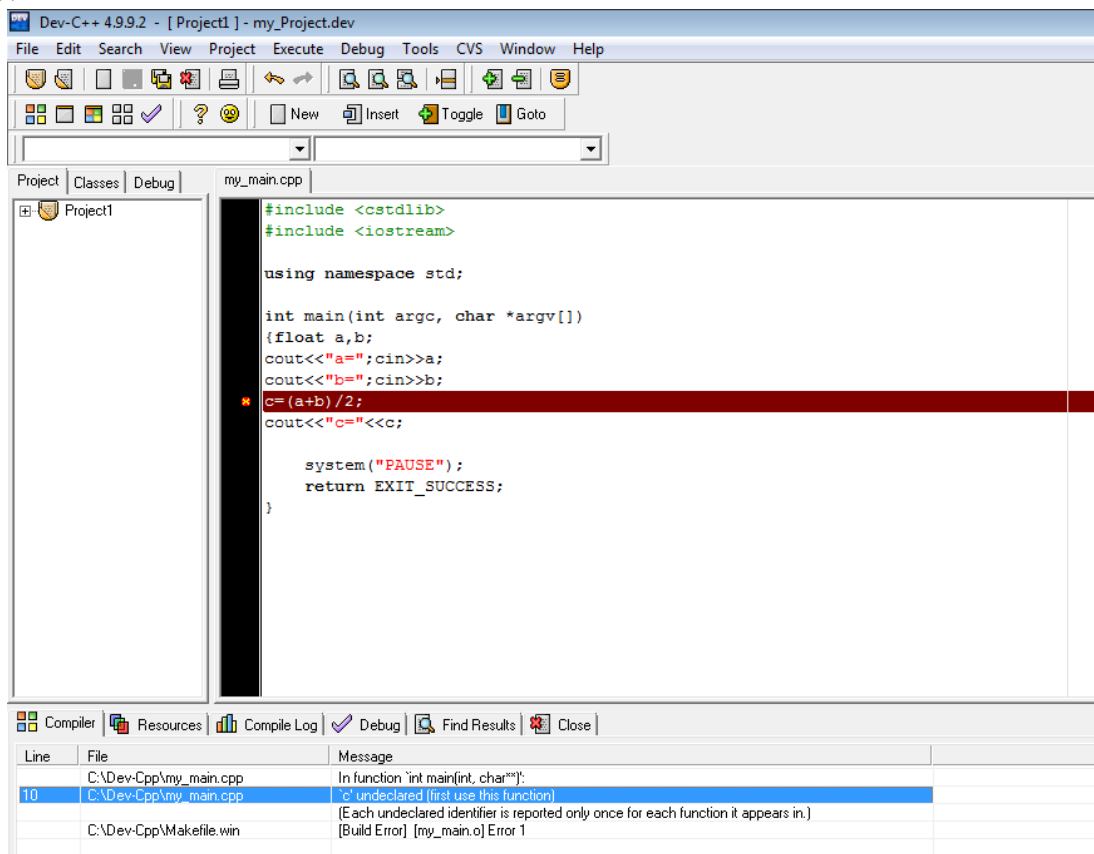 Dev-C++ 4.9.9.2 - [ Project1 ] - my_Project.dev
File Edit Search View Project Execute Debug Tools CVS Window Help
New Insert Toggle Goto
Project Classes Debug my_main.cpp
Project1
#include <cstdlib>
#include <iostream>
using namespace std;
int main(int argc, char *argv[])
{float a,b;
cout<<"a=";cin>>a;
cout<<"b=";cin>>b;
c=(a+b)/2;
cout<<"c="<<c;
system("PAUSE");
return EXIT_SUCCESS;
}
Compiler Resources Compile Log Debug Find Results Close
Line File Message
C:\Dev-Cpp\my_main.cpp In function `int main(int, char**)':
10 C:\Dev-Cpp\my_main.cpp `c' undeclared (first use this function)
(Each undeclared identifier is reported only once for each function it appears in.)
C:\Dev-Cpp\Makefile.win [Build Error] [my_main.o] Error 1